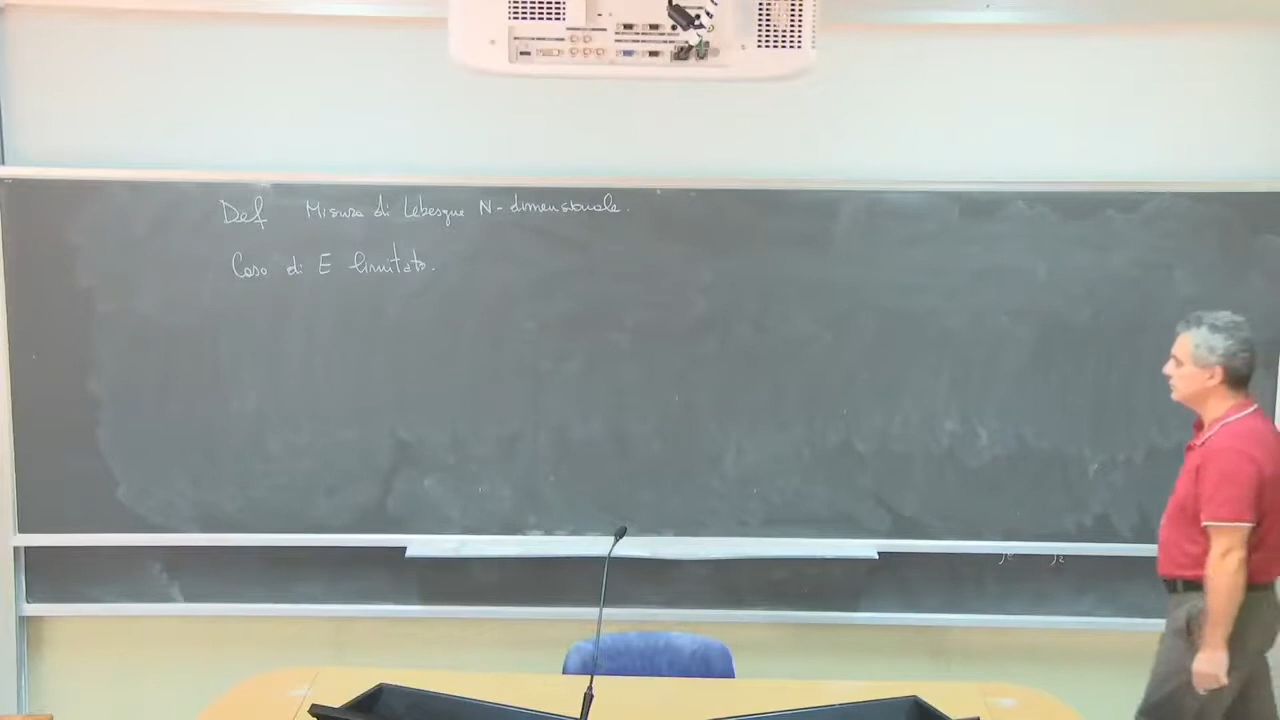 Def Misura di Lebesgue N-dimensionale.
Caso di E limitato.